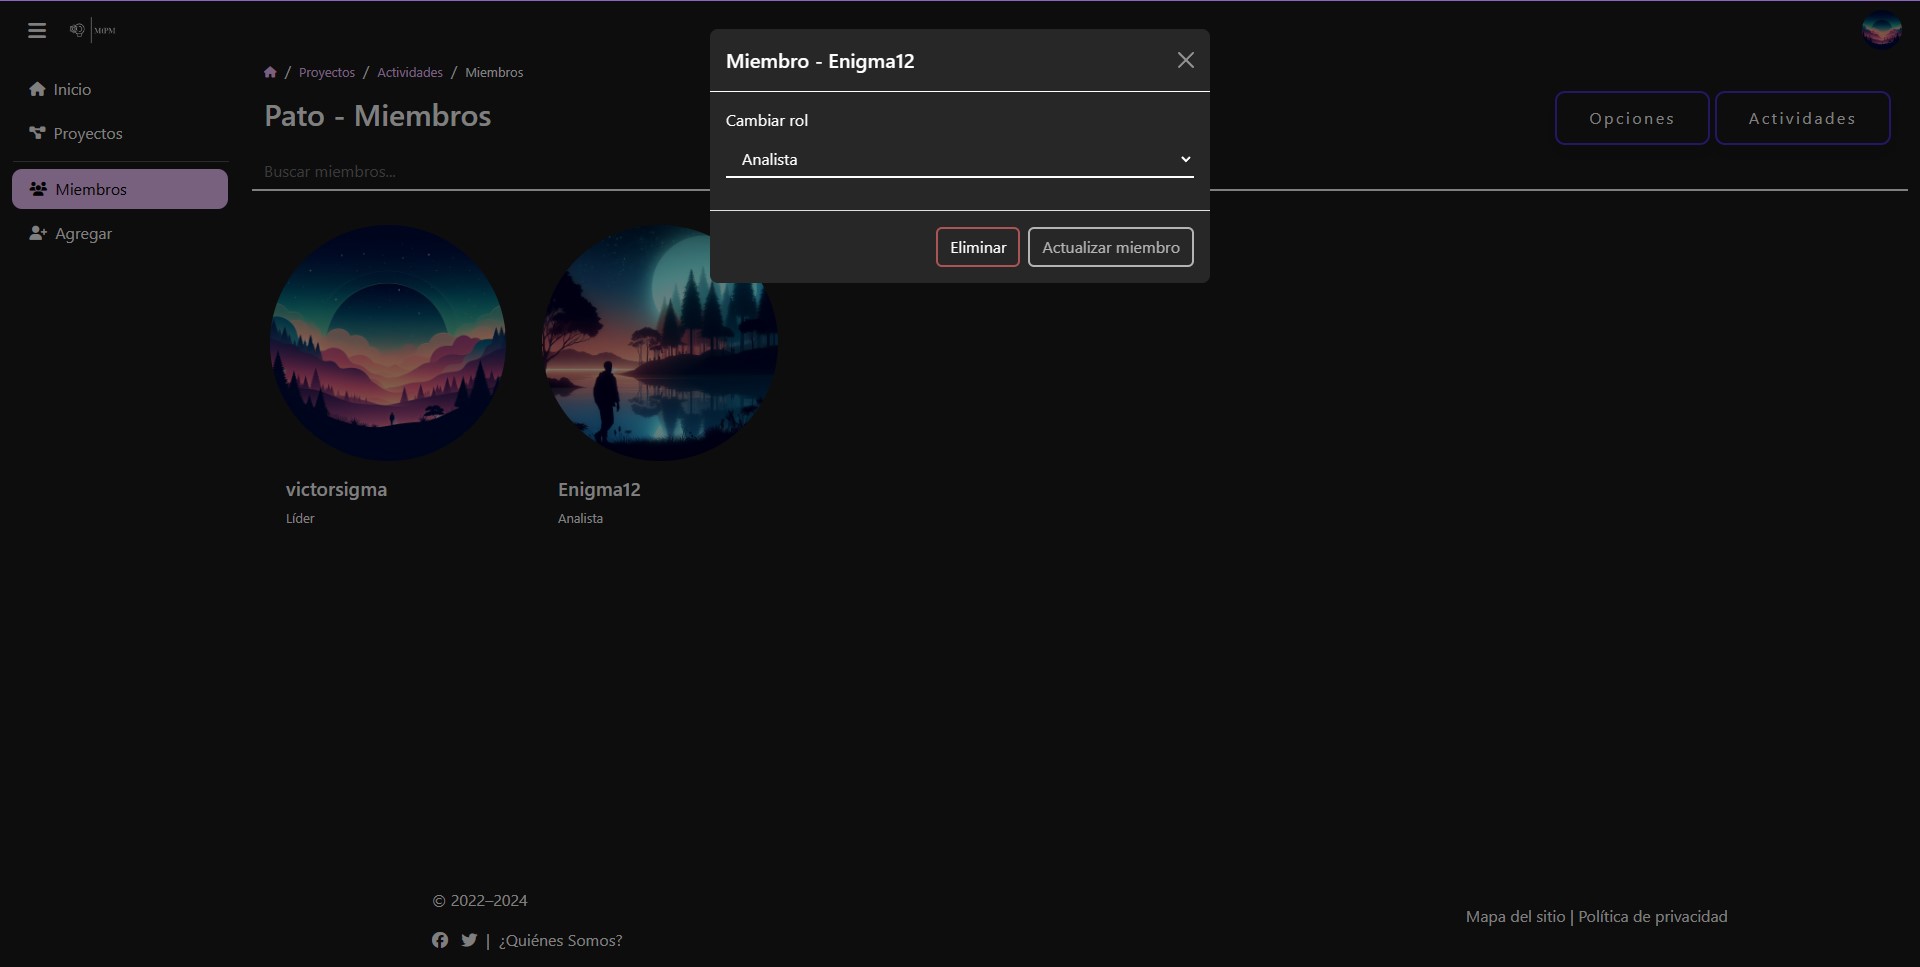 M|PM
Inicio
Proyectos
Miembros
Agregar
/ Proyectos / Actividades / Miembros
Pato - Miembros
Opciones
Actividades
Buscar miembros...
Miembro - Enigma12
Cambiar rol
Analista
Eliminar
Actualizar miembro
victorsigma
Líder
Enigma12
Analista
© 2022–2024
| ¿Quiénes Somos?
Mapa del sitio | Política de privacidad